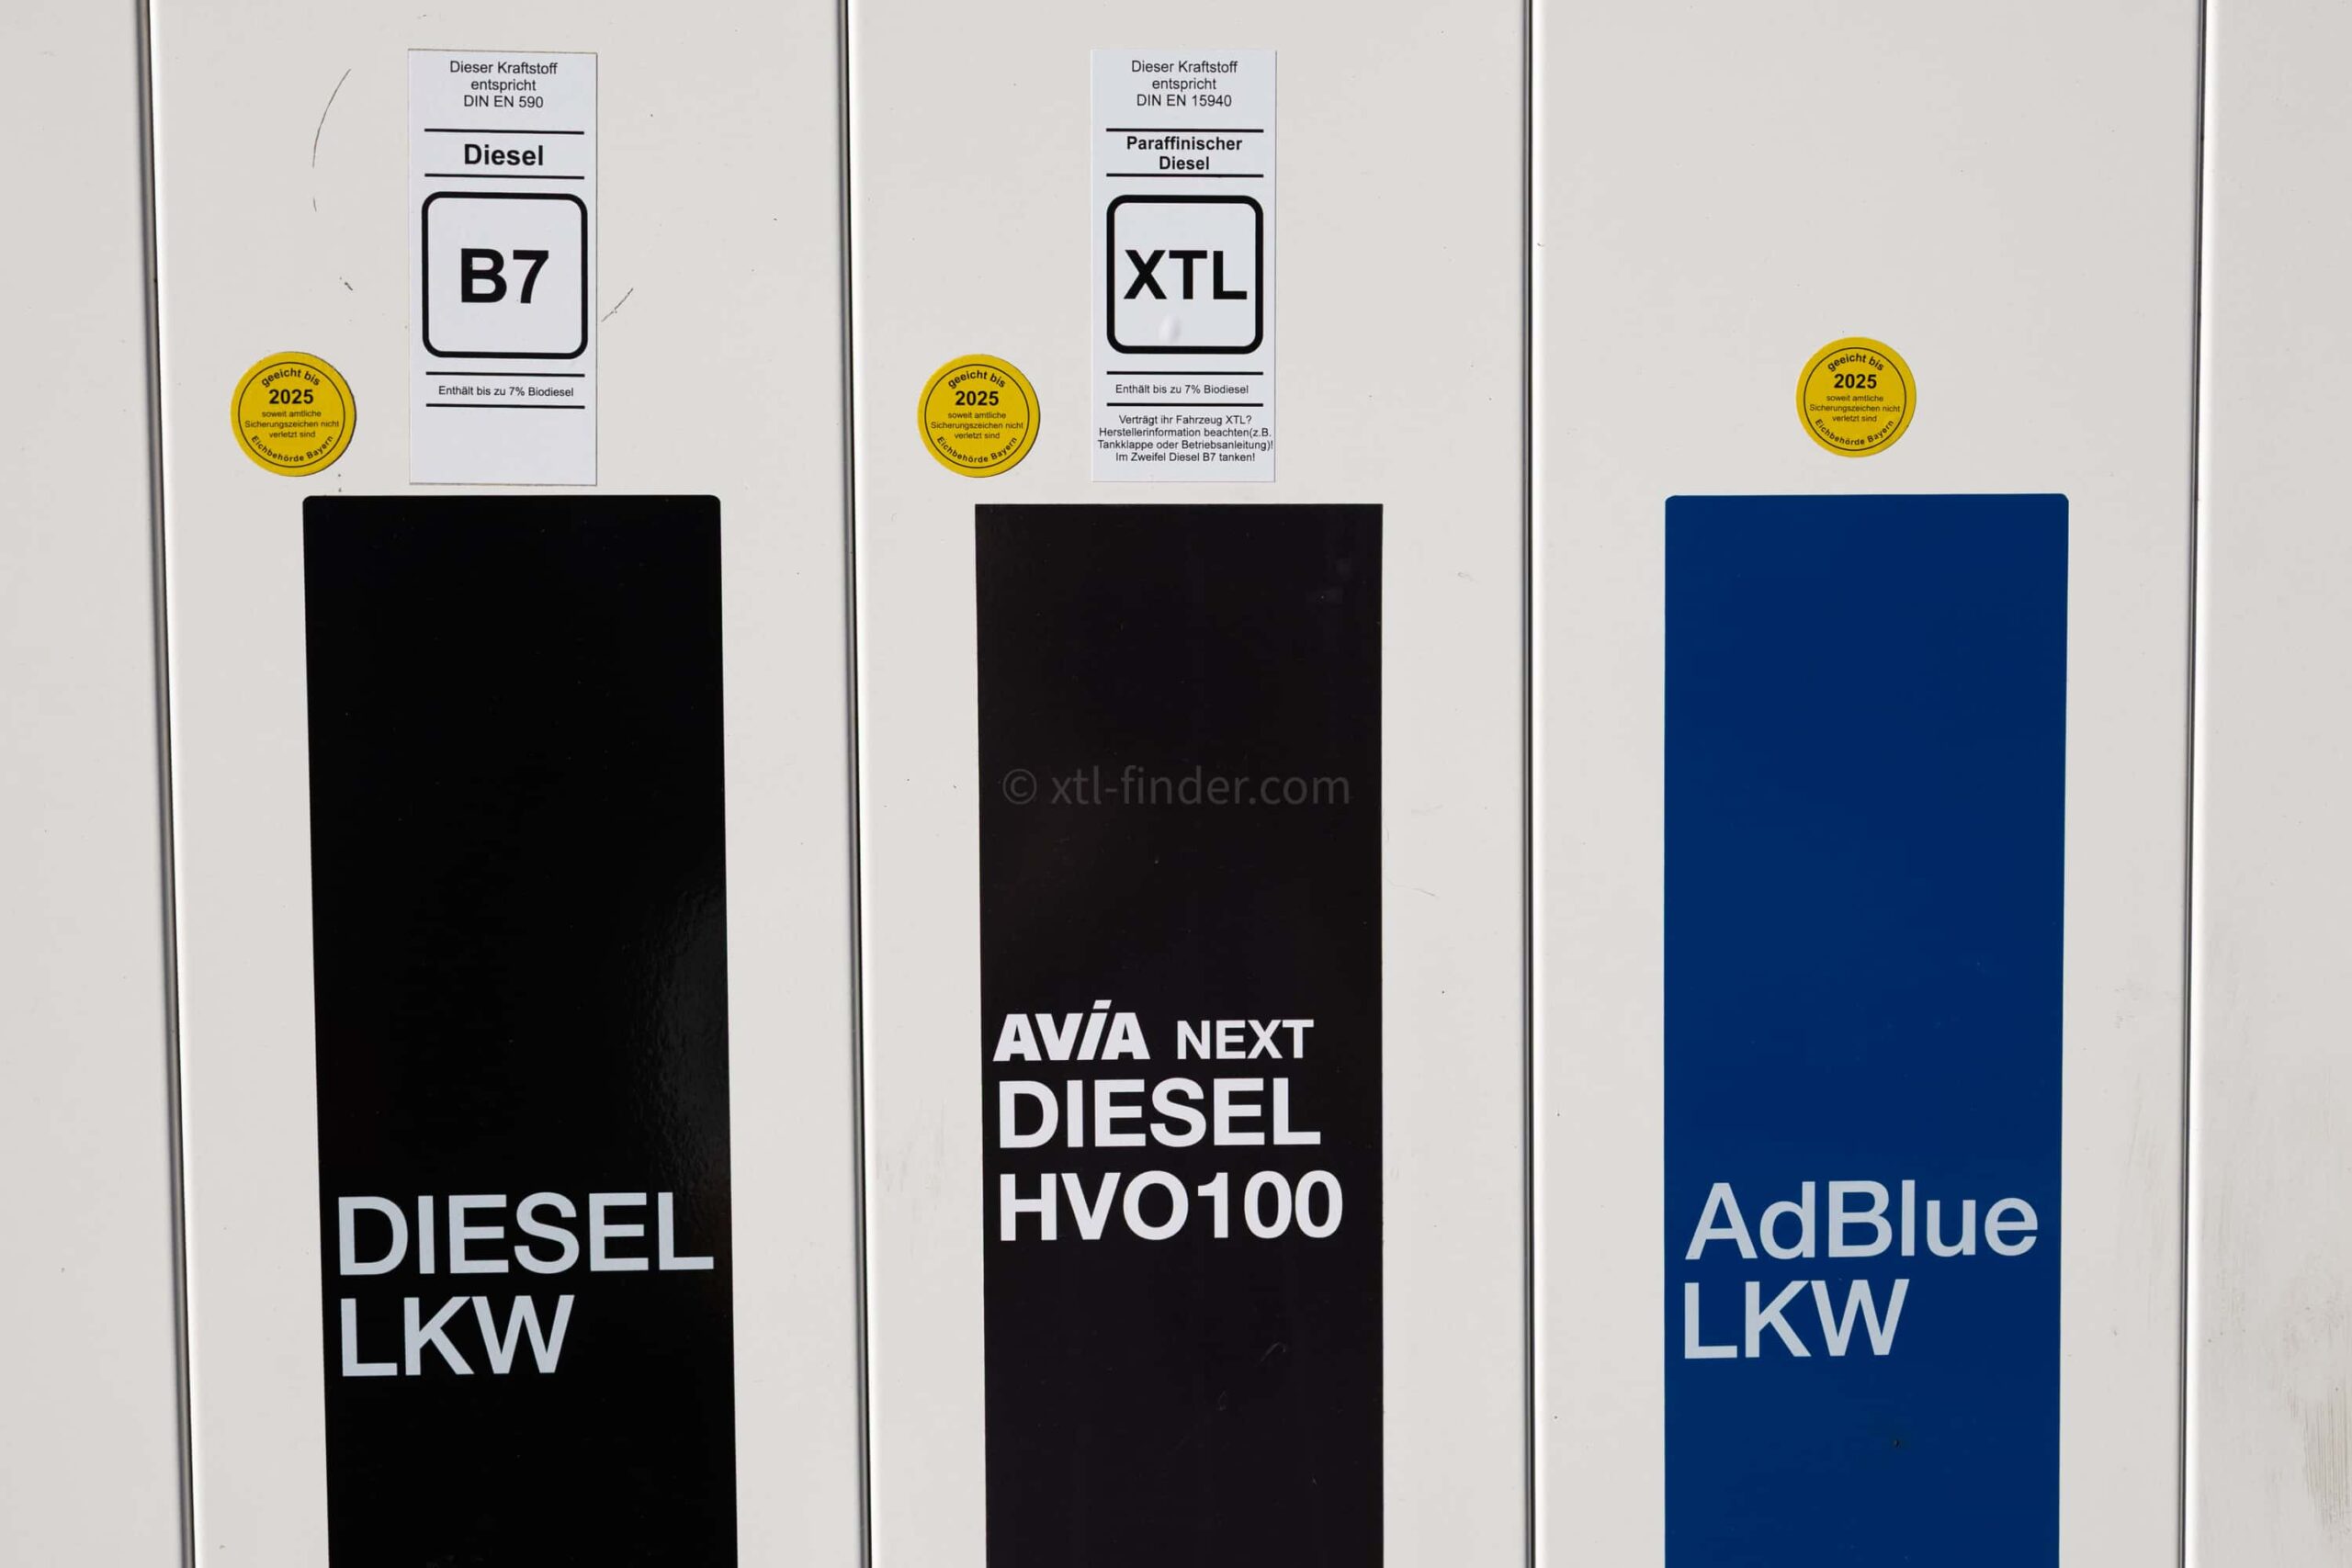 Dieser Kraftstoff
entspricht
DIN EN 590
Diesel
B7
Enthält bis zu 7% Biodiesel
geeicht bis
2025
soweit amtliche
Sicherungszeichen nicht
verletzt sind
Eichbehörde Bayern
DIESEL
LKW
Dieser Kraftstoff
entspricht
DIN EN 15940
Paraffinischer
Diesel
XTL
Enthält bis zu 7% Biodiesel
Verträgt ihr Fahrzeug XTL?
Herstellerinformation beachten(z.B.
Tankklappe oder Betriebsanleitung)!
Im Zweifel Diesel B7 tanken!
geeicht bis
2025
soweit amtliche
Sicherungszeichen nicht
verletzt sind
Eichbehörde Bayern
© xtl-finder.com
AVIA NEXT
DIESEL
HVO100
geeicht bis
2025
soweit amtliche
Sicherungszeichen nicht
verletzt sind
Eichbehörde Bayern
AdBlue
LKW